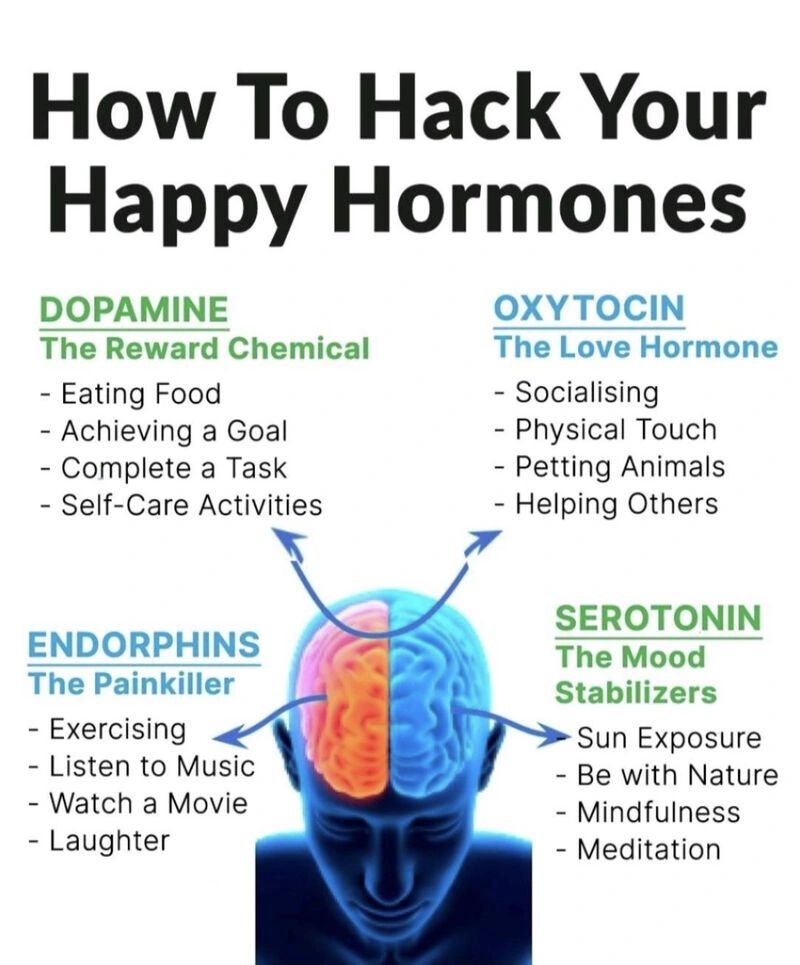 How To Hack Your
Happy Hormones
DOPAMINE
The Reward Chemical
- Eating Food
- Achieving a Goal
- Complete a Task
- Self-Care Activities
OXYTOCIN
The Love Hormone
- Socialising
- Physical Touch
- Petting Animals
- Helping Others
ENDORPHINS
The Painkiller
- Exercising
- Listen to Music
- Watch a Movie
- Laughter
SEROTONIN
The Mood
Stabilizers
- Sun Exposure
- Be with Nature
- Mindfulness
- Meditation